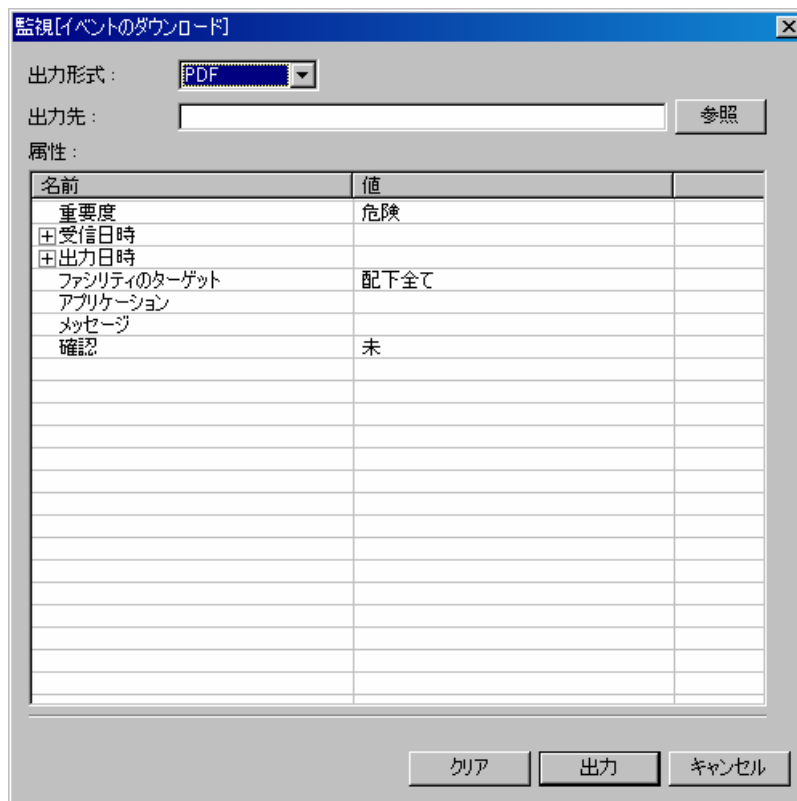 監視[イベントのダウンロード]
出力形式： PDF
出力先： 参照
属性：
名前 値
重要度 危険
受信日時
出力日時
ファシリティのターゲット 配下全て
アプリケーション
メッセージ
確認 未
クリア 出力 キャンセル